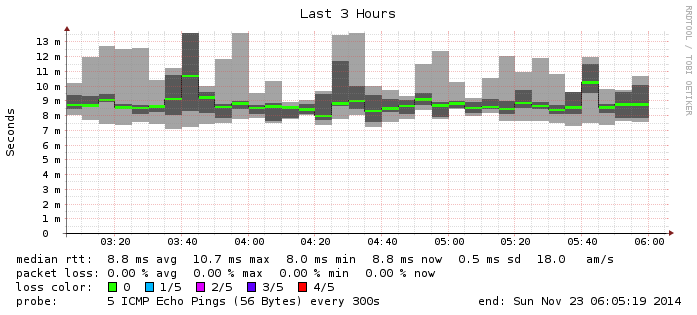 Last 3 Hours
RRDTOOL / TOBI OETIKER
Seconds
13 m
12 m
11 m
10 m
9 m
8 m
7 m
6 m
5 m
4 m
3 m
2 m
1 m
0
03:20 03:40 04:00 04:20 04:40 05:00 05:20 05:40 06:00
median rtt: 8.8 ms avg 10.7 ms max 8.0 ms min 8.8 ms now 0.5 ms sd 18.0 am/s
packet loss: 0.00 % avg 0.00 % max 0.00 % min 0.00 % now
loss color: 0 1/5 2/5 3/5 4/5
probe: 5 ICMP Echo Pings (56 Bytes) every 300s end: Sun Nov 23 06:05:19 2014